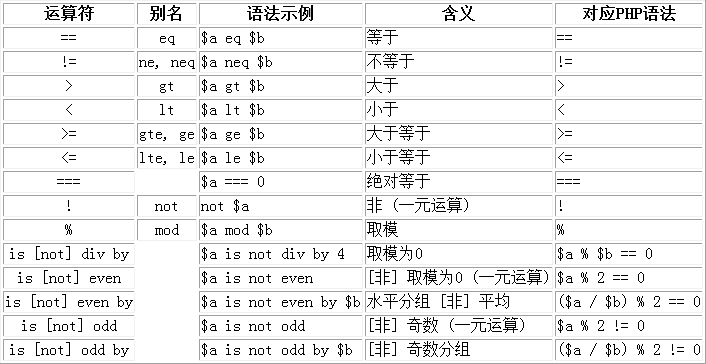 运算符 别名 语法示例 含义 对应PHP语法
== eq $a eq $b 等于 ==
!= ne, neq $a neq $b 不等于 !=
> gt $a gt $b 大于 >
< lt $a lt $b 小于 <
>= gte, ge $a ge $b 大于等于 >=
<= lte, le $a le $b 小于等于 <=
=== $a === 0 绝对等于 ===
! not not $a 非 (一元运算) !
% mod $a mod $b 取模 %
is [not] div by $a is not div by 4 取模为0 $a % $b == 0
is [not] even $a is not even [非] 取模为0 (一元运算) $a % 2 == 0
is [not] even by $a is not even by $b 水平分组 [非] 平均 ($a / $b) % 2 == 0
is [not] odd $a is not odd [非] 奇数 (一元运算) $a % 2 != 0
is [not] odd by $a is not odd by $b [非] 奇数分组 ($a / $b) % 2 != 0